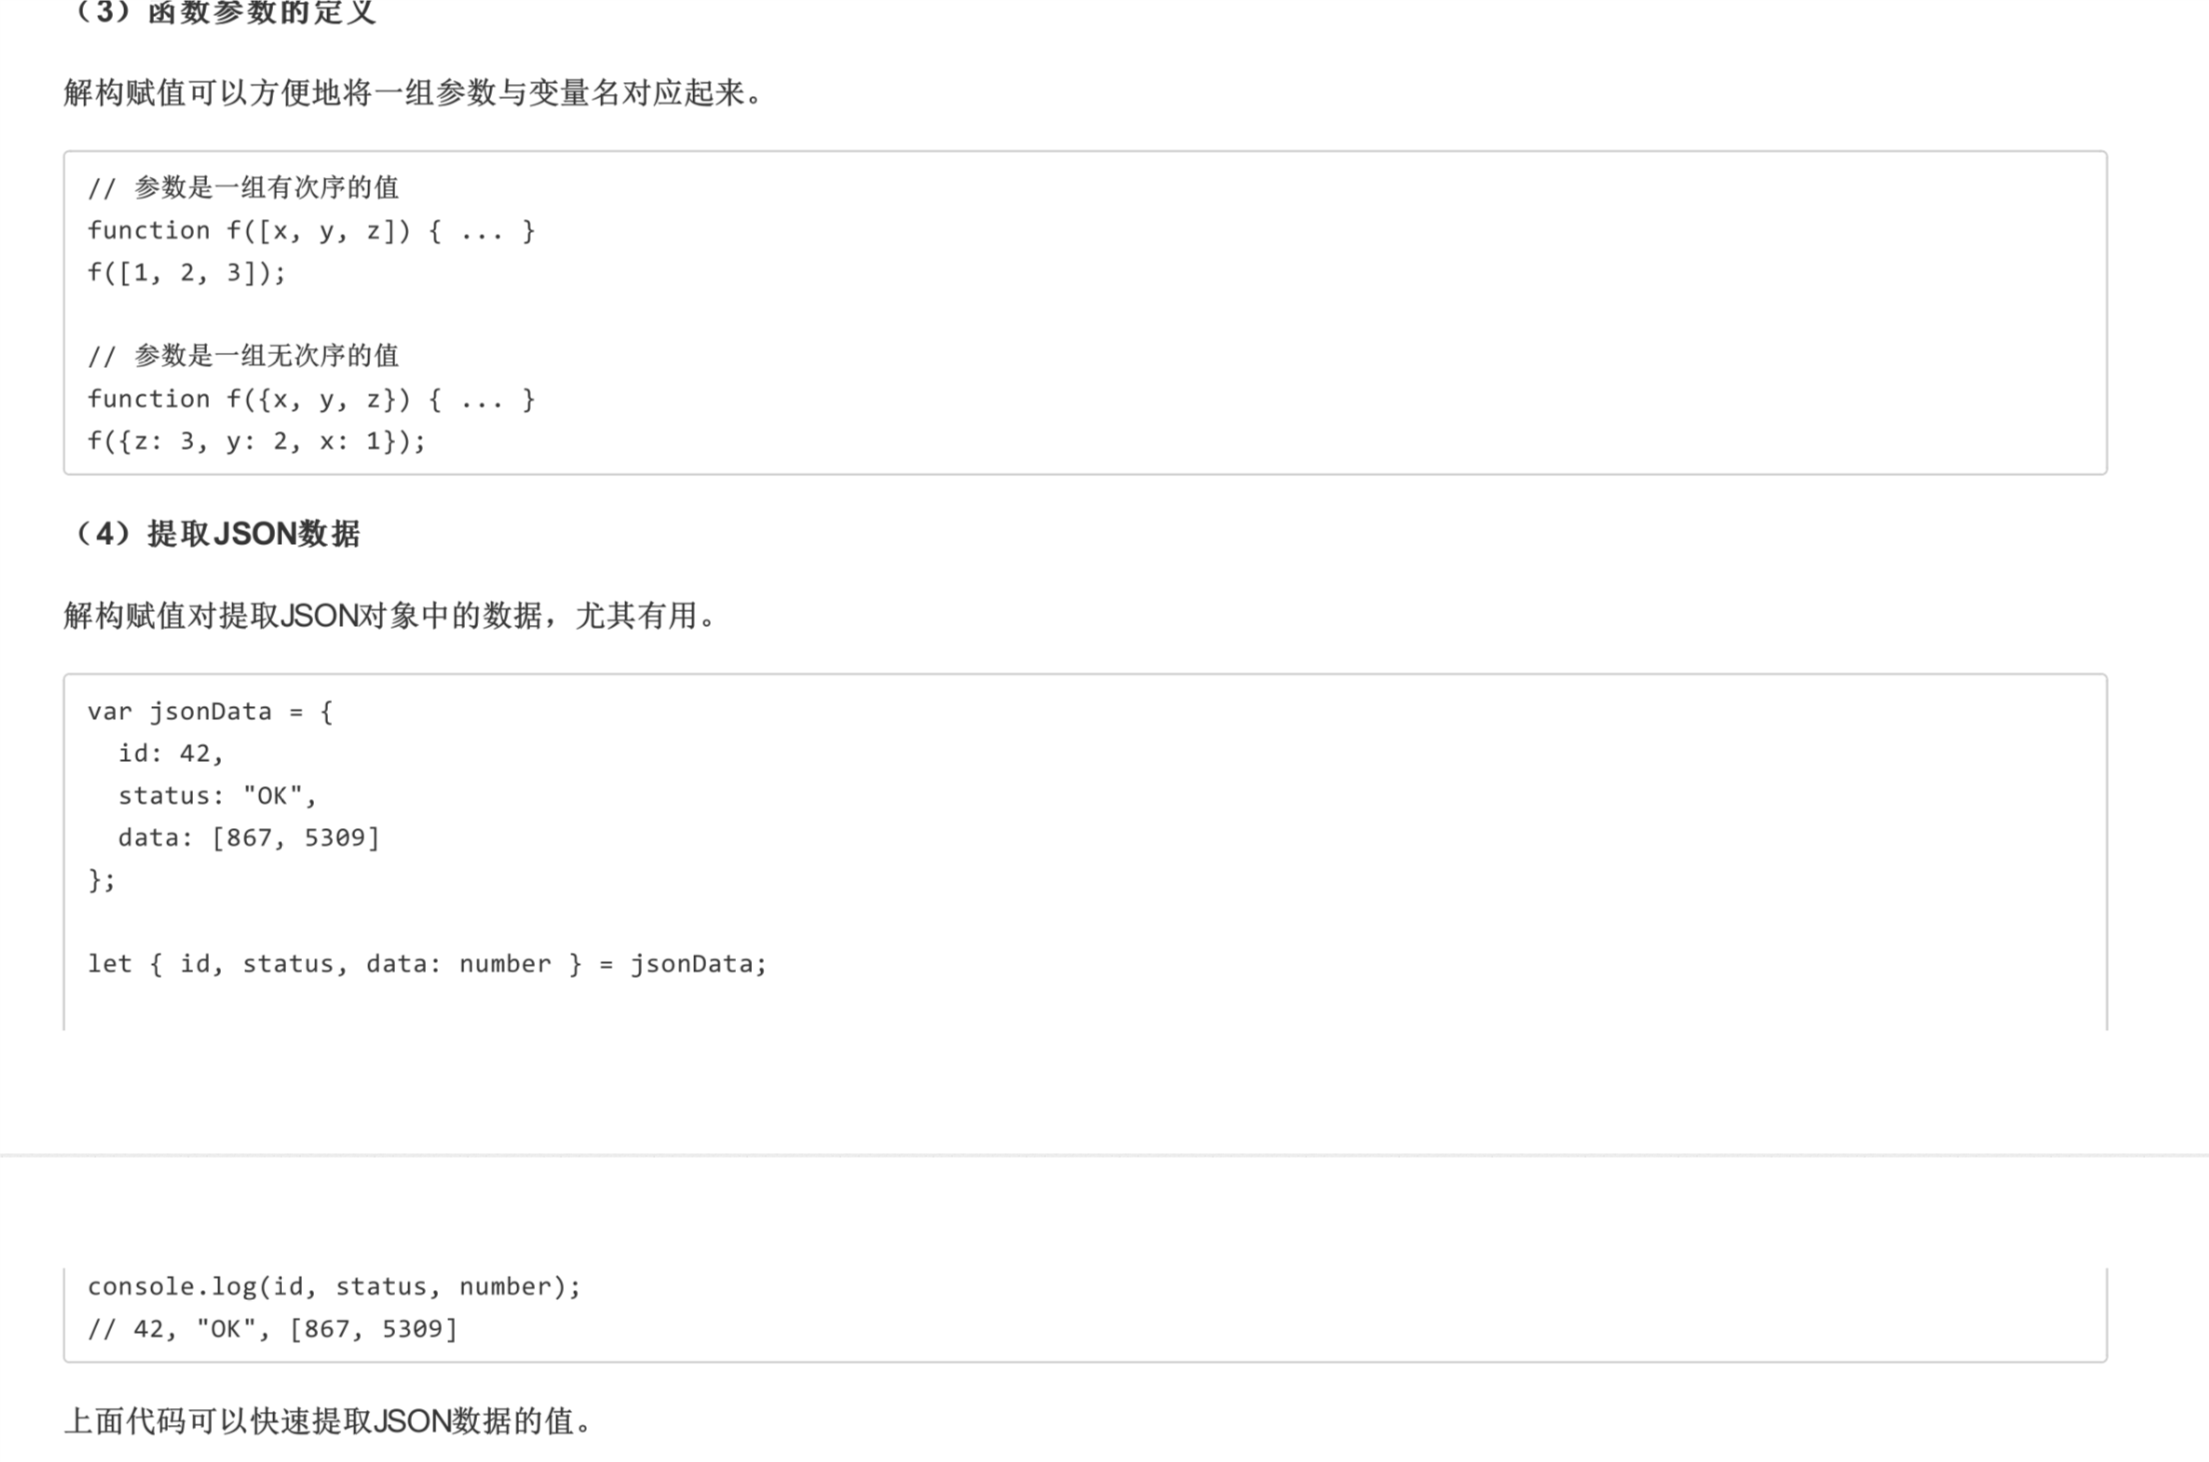 （3）函数参数的定义
解构赋值可以方便地将一组参数与变量名对应起来。
// 参数是一组有次序的值
function f([x, y, z]) { ... }
f([1, 2, 3]);
// 参数是一组无次序的值
function f({x, y, z}) { ... }
f({z: 3, y: 2, x: 1});
（4）提取JSON数据
解构赋值对提取JSON对象中的数据，尤其有用。
var jsonData = {
  id: 42,
  status: "OK",
  data: [867, 5309]
};
let { id, status, data: number } = jsonData;
console.log(id, status, number);
// 42, "OK", [867, 5309]
上面代码可以快速提取JSON数据的值。